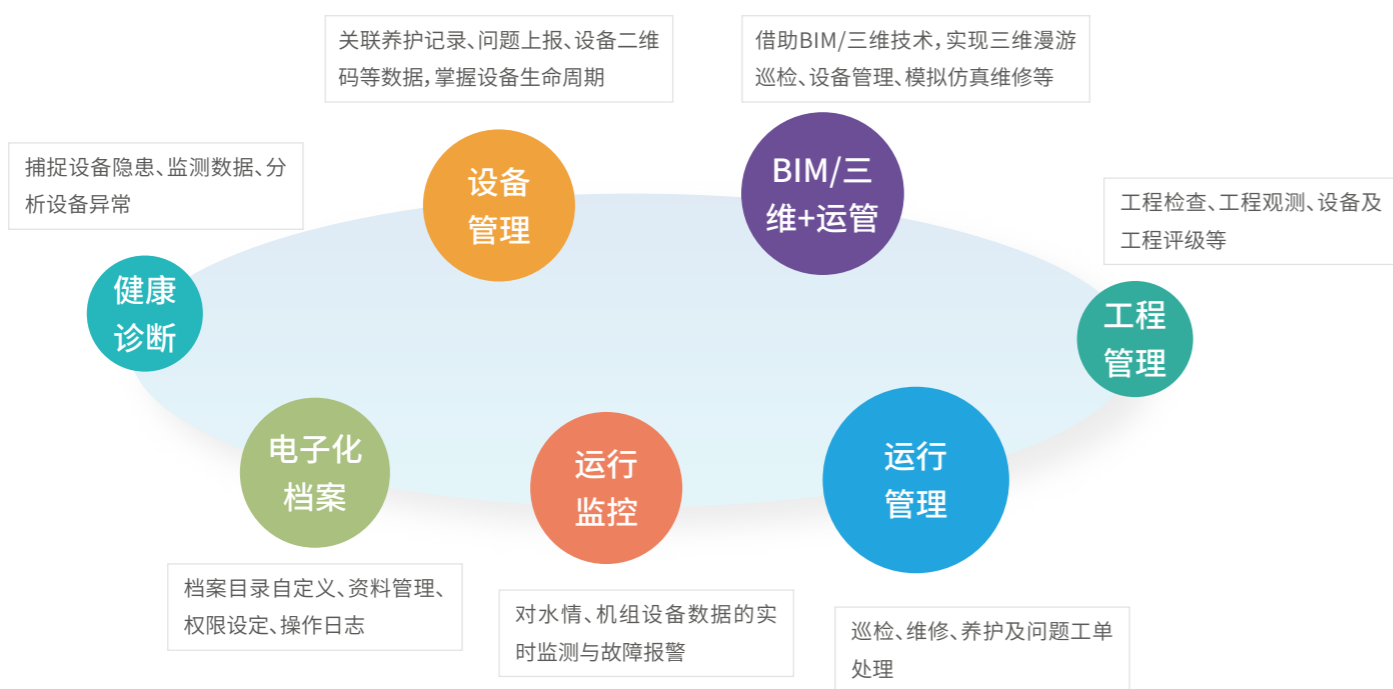 关联养护记录、问题上报、设备二维
码等数据,掌握设备生命周期
借助BIM/三维技术,实现三维漫游
巡检、设备管理、模拟仿真维修等
捕捉设备隐患、监测数据、分
析设备异常
设备
管理
BIM/三
维+运管
工程检查、工程观测、设备及
工程评级等
健康
诊断
工程
管理
电子化
档案
运行
监控
运行
管理
档案目录自定义、资料管理、
权限设定、操作日志
对水情、机组设备数据的实
时监测与故障报警
巡检、维修、养护及问题工单
处理